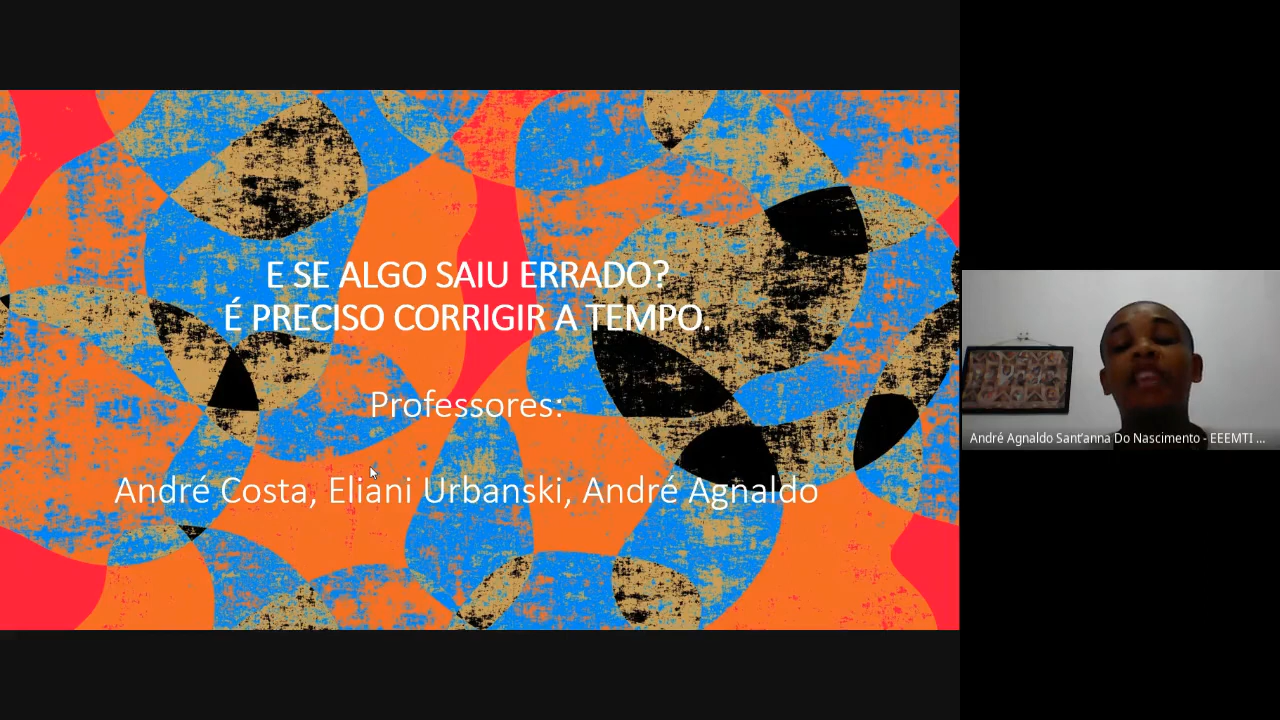 E SE ALGO SAIU ERRADO?
É PRECISO CORRIGIR A TEMPO.
Professores:
André Costa, Eliani Urbanski, André Agnaldo
André Agnaldo Sant'anna Do Nascimento - EEEMTI ...